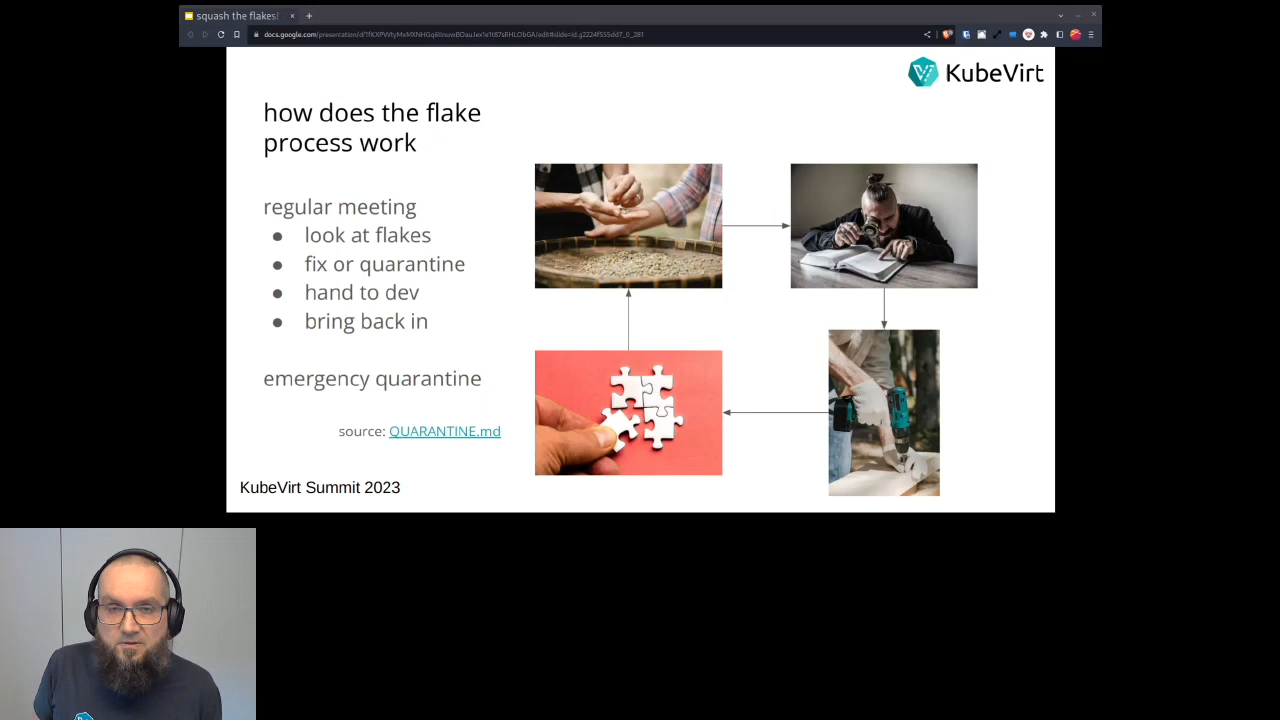 squash the flakes!
KubeVirt
how does the flake
process work
regular meeting
● look at flakes
● fix or quarantine
● hand to dev
● bring back in
emergency quarantine
source: QUARANTINE.md
KubeVirt Summit 2023